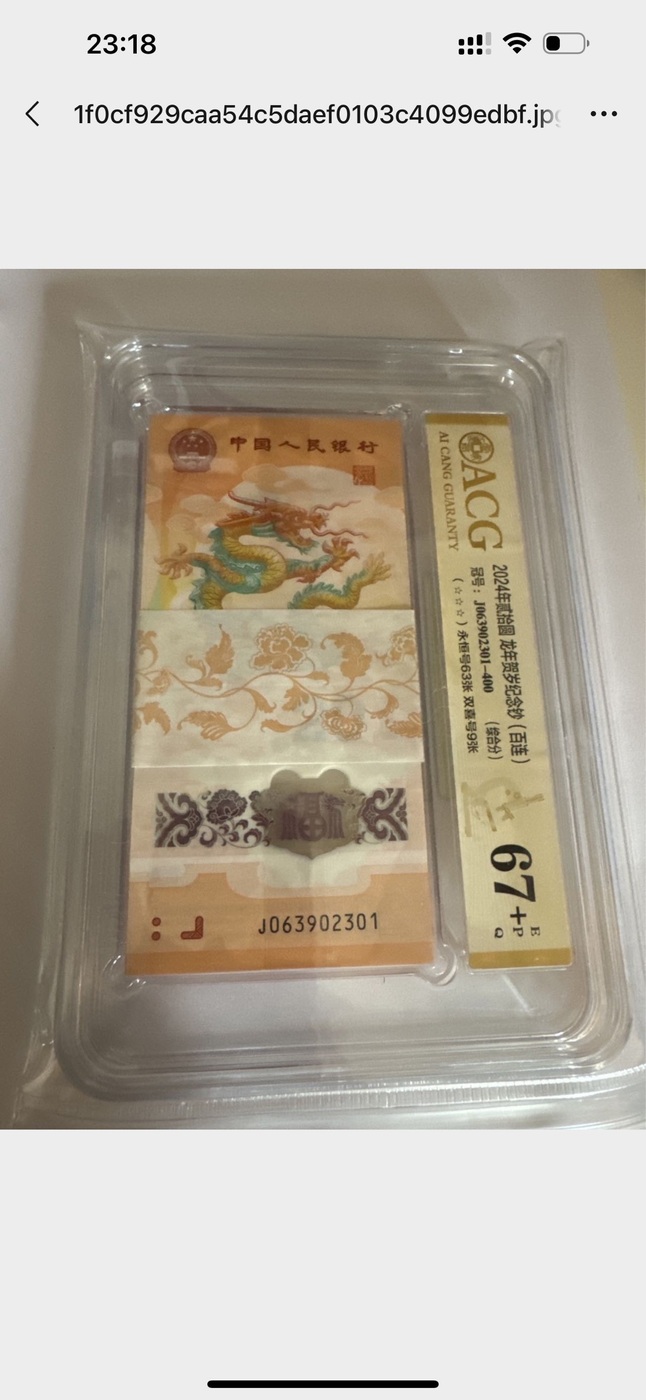 23:18
1f0cf929caa54c5daef0103c4099edbf.jp
中国人民银行
福
J063902301
ACG
AI CANG GUARANTY
2024年贰拾圆 龙年贺岁纪念钞（百连）
冠号：J063902301-400 （综合分）
（☆☆☆）永恒号63张 双喜号9张
67+
E
P
Q